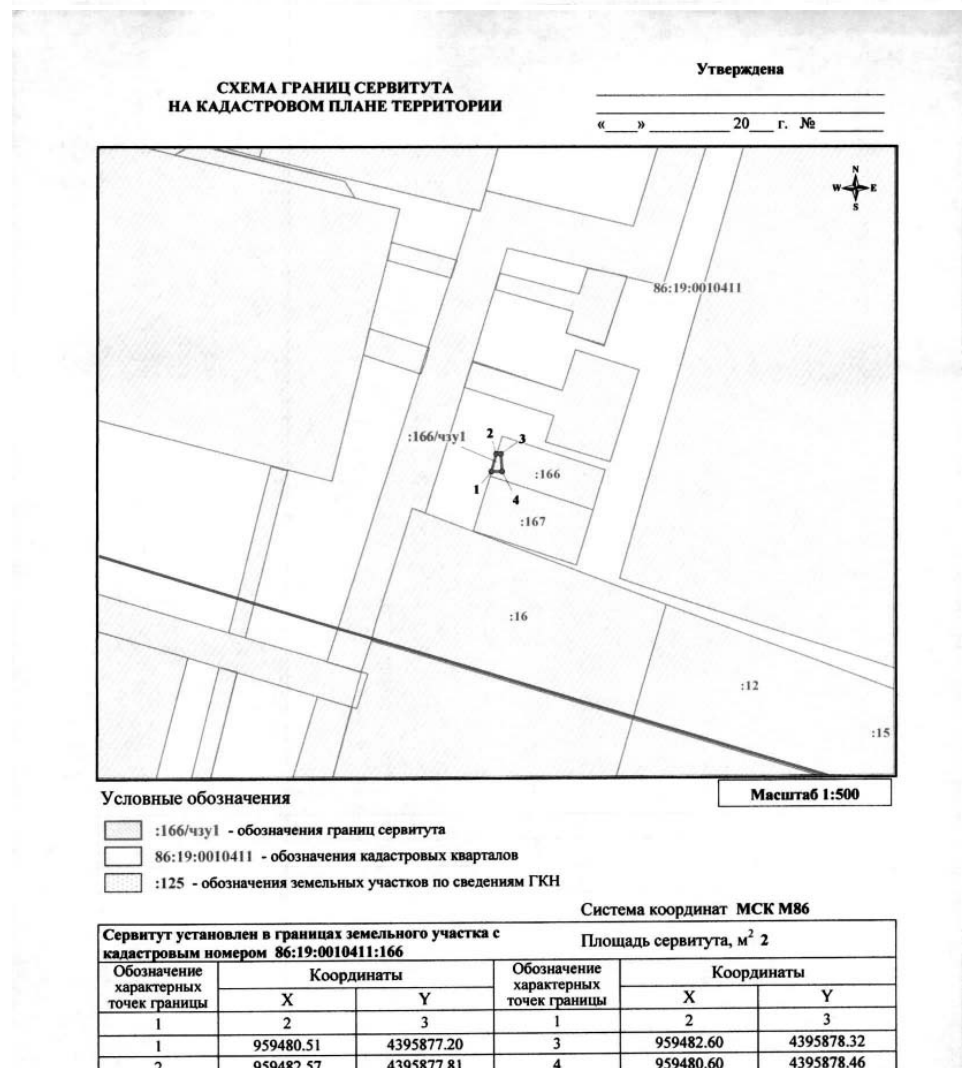 Утверждена
СХЕМА ГРАНИЦ СЕРВИТУТА
НА КАДАСТРОВОМ ПЛАНЕ ТЕРРИТОРИИ
«____» __________ 20___ г. № ________
N
W E
S
86:19:0010411
:166/чзу1
2
3
:166
1
4
:167
:16
:12
:15
Условные обозначения
Масштаб 1:500
:166/чзу1 - обозначения границ сервитута
86:19:0010411 - обозначения кадастровых кварталов
:125 - обозначения земельных участков по сведениям ГКН
Система координат МСК М86
Сервитут установлен в границах земельного участка с
кадастровым номером 86:19:0010411:166
Площадь сервитута, м² 2
Обозначение
характерных
точек границы
Координаты
Обозначение
характерных
точек границы
Координаты
X Y X Y
1 2 3 1 2 3
1 959480.51 4395877.20 3 959482.60 4395878.32
2 959482.57 4395877.81 4 959480.60 4395878.46